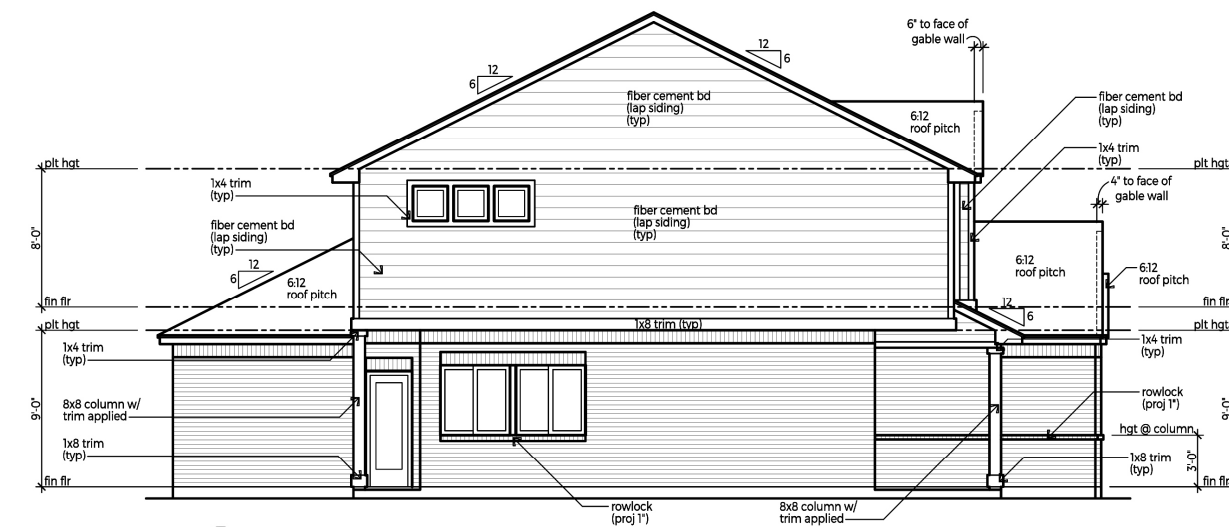 6" to face of
gable wall
12
6
12
6
fiber cement bd
(lap siding)
(typ)
6:12
roof pitch
fiber cement bd
(lap siding)
(typ)
1x4 trim
(typ)
plt hgt
plt hgt
4" to face of
gable wall
1x4 trim
(typ)
fiber cement bd
(lap siding)
(typ)
fiber cement bd
(lap siding)
(typ)
8'-0"
8'-0"
12
6
6:12
roof pitch
6:12
roof pitch
6:12
roof pitch
fin flr
fin flr
12
6
plt hgt
plt hgt
1x8 trim (typ)
1x4 trim
(typ)
1x4 trim
(typ)
9'-0"
9'-0"
8x8 column w/
trim applied
rowlock
(proj 1")
hgt @ column
1x8 trim
(typ)
1x8 trim
(typ)
3'-0"
fin flr
fin flr
rowlock
(proj 1")
8x8 column w/
trim applied